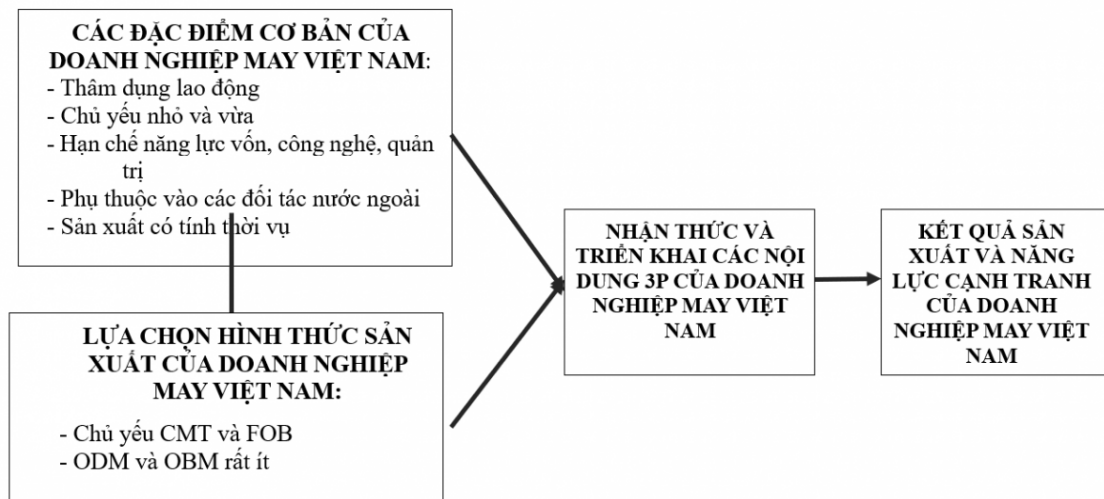 CÁC ĐẶC ĐIỂM CƠ BẢN CỦA
DOANH NGHIỆP MAY VIỆT NAM:
- Thâm dụng lao động
- Chủ yếu nhỏ và vừa
- Hạn chế năng lực vốn, công nghệ, quản
trị
- Phụ thuộc vào các đối tác nước ngoài
- Sản xuất có tính thời vụ
LỰA CHỌN HÌNH THỨC SẢN
XUẤT CỦA DOANH NGHIỆP
MAY VIỆT NAM:
- Chủ yếu CMT và FOB
- ODM và OBM rất ít
NHẬN THỨC VÀ
TRIỂN KHAI CÁC NỘI
DUNG 3P CỦA DOANH
NGHIỆP MAY VIỆT
NAM
KẾT QUẢ SẢN
XUẤT VÀ NĂNG
LỰC CẠNH TRANH
CỦA DOANH
NGHIỆP MAY VIỆT
NAM